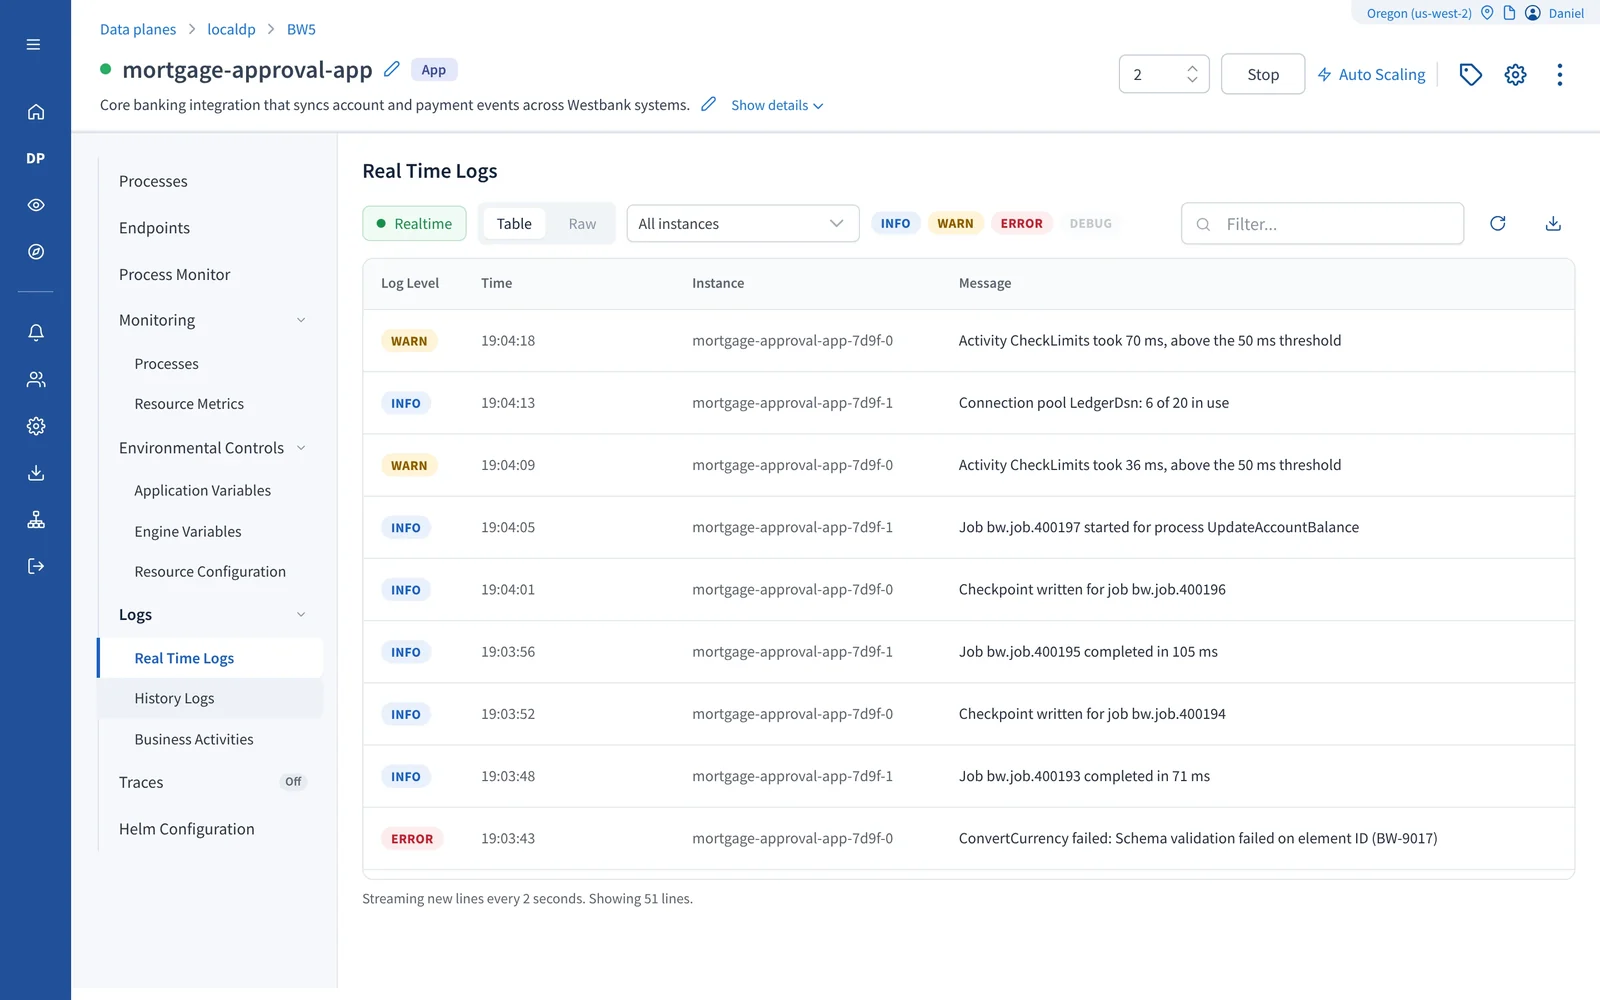 Oregon (us-west-2) Daniel
Data planes > localdp > BW5
mortgage-approval-app App
Core banking integration that syncs account and payment events across Westbank systems. Show details
2 Stop Auto Scaling
DP
Processes
Endpoints
Process Monitor
Monitoring
Processes
Resource Metrics
Environmental Controls
Application Variables
Engine Variables
Resource Configuration
Logs
Real Time Logs
History Logs
Business Activities
Traces Off
Helm Configuration
Real Time Logs
Realtime Table Raw All instances INFO WARN ERROR DEBUG Filter...
Log Level Time Instance Message
WARN 19:04:18 mortgage-approval-app-7d9f-0 Activity CheckLimits took 70 ms, above the 50 ms threshold
INFO 19:04:13 mortgage-approval-app-7d9f-1 Connection pool LedgerDsn: 6 of 20 in use
WARN 19:04:09 mortgage-approval-app-7d9f-0 Activity CheckLimits took 36 ms, above the 50 ms threshold
INFO 19:04:05 mortgage-approval-app-7d9f-1 Job bw.job.400197 started for process UpdateAccountBalance
INFO 19:04:01 mortgage-approval-app-7d9f-0 Checkpoint written for job bw.job.400196
INFO 19:03:56 mortgage-approval-app-7d9f-1 Job bw.job.400195 completed in 105 ms
INFO 19:03:52 mortgage-approval-app-7d9f-0 Checkpoint written for job bw.job.400194
INFO 19:03:48 mortgage-approval-app-7d9f-1 Job bw.job.400193 completed in 71 ms
ERROR 19:03:43 mortgage-approval-app-7d9f-0 ConvertCurrency failed: Schema validation failed on element ID (BW-9017)
Streaming new lines every 2 seconds. Showing 51 lines.